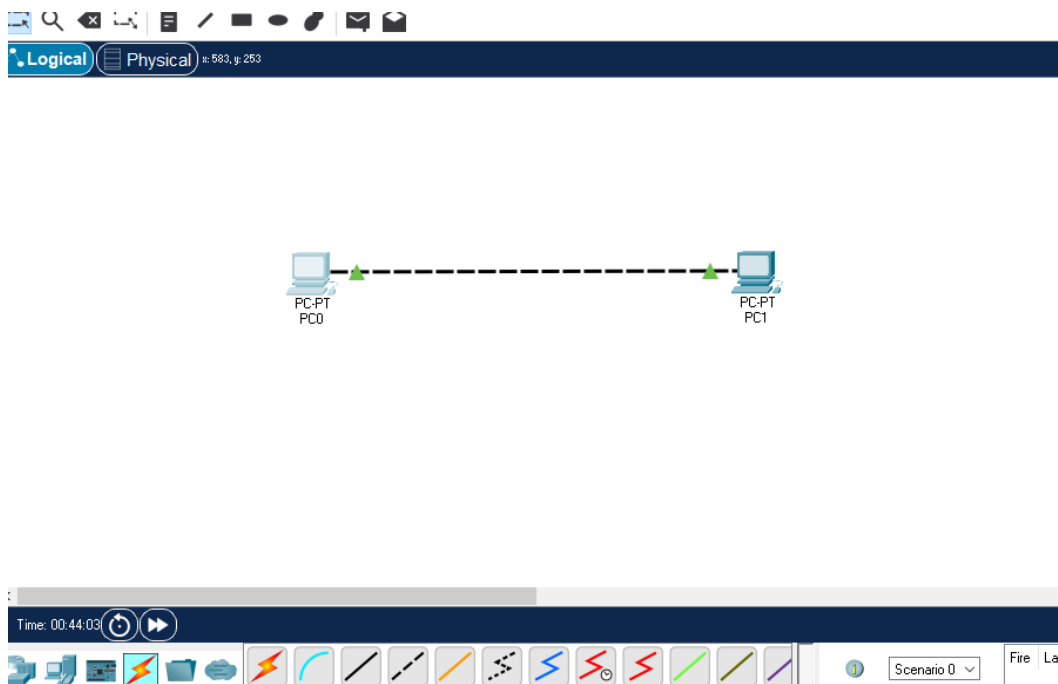 Logical Physical x: 583, y: 253
PC-PT PC-PT
PC0 PC1
Time: 00:44:03
Scenario 0 Fire La